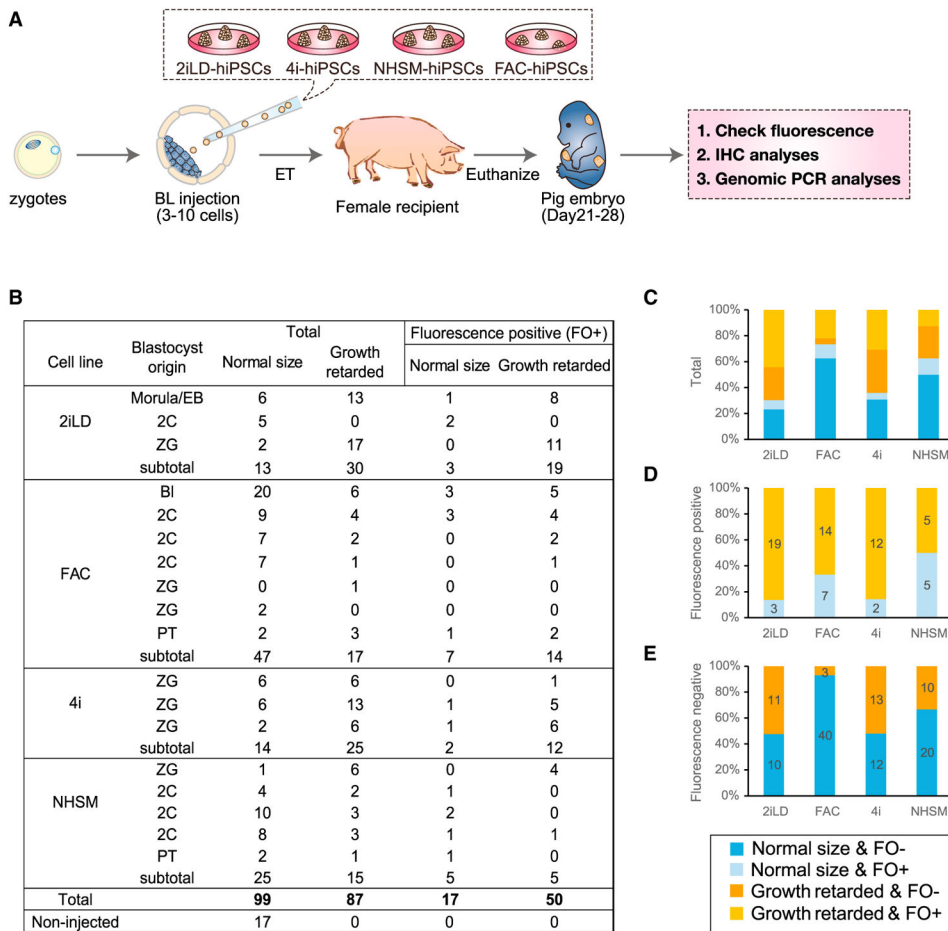 A
2iLD-hiPSCs 4i-hiPSCs NHSM-hiPSCs FAC-hiPSCs
zygotes
BL injection
(3-10 cells)
ET
Female recipient
Euthanize
Pig embryo
(Day21-28)
1. Check fluorescence
2. IHC analyses
3. Genomic PCR analyses
B
Cell line Blastocyst origin Total Fluorescence positive (FO+)
Normal size Growth retarded Normal size Growth retarded
2iLD
Morula/EB 6 13 1 8
2C 5 0 2 0
ZG 2 17 0 11
subtotal 13 30 3 19
FAC
Bl 20 6 3 5
2C 9 4 3 4
2C 7 2 0 2
2C 7 1 0 1
ZG 0 1 0 0
ZG 2 0 0 0
PT 2 3 1 2
subtotal 47 17 7 14
4i
ZG 6 6 0 1
ZG 6 13 1 5
ZG 2 6 1 6
subtotal 14 25 2 12
NHSM
ZG 1 6 0 4
2C 4 2 1 0
2C 10 3 2 0
2C 8 3 1 1
PT 2 1 1 0
subtotal 25 15 5 5
Total 99 87 17 50
Non-injected 17 0 0 0
C
Total
100%
80%
60%
40%
20%
0%
2iLD FAC 4i NHSM
D
Fluorescence positive
100%
80%
60%
40%
20%
0%
19 14 12 5
3 7 2 5
2iLD FAC 4i NHSM
E
Fluorescence negative
100%
80%
60%
40%
20%
0%
11 3 13 10
10 40 12 20
2iLD FAC 4i NHSM
Normal size & FO-
Normal size & FO+
Growth retarded & FO-
Growth retarded & FO+